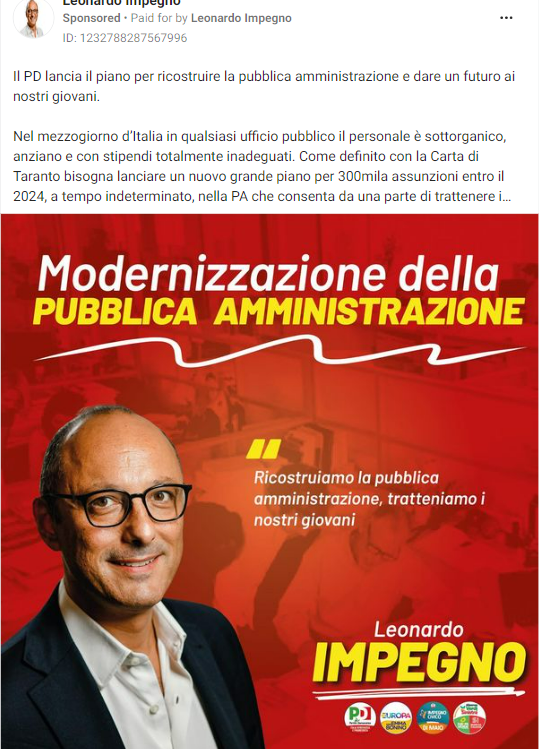 Leonardo Impegno
Sponsored • Paid for by Leonardo Impegno
ID: 1232788287567996
Il PD lancia il piano per ricostruire la pubblica amministrazione e dare un futuro ai
nostri giovani.
Nel mezzogiorno d'Italia in qualsiasi ufficio pubblico il personale è sottorganico,
anziano e con stipendi totalmente inadeguati. Come definito con la Carta di
Taranto bisogna lanciare un nuovo grande piano per 300mila assunzioni entro il
2024, a tempo indeterminato, nella PA che consenta da una parte di trattenere i…
Modernizzazione della
PUBBLICA AMMINISTRAZIONE
"
Ricostruiamo la pubblica
amministrazione, tratteniamo i
nostri giovani
Leonardo
IMPEGNO
PD
EUROPA
EMMA
BONINO
IMPEGNO
CIVICO
DI MAIO